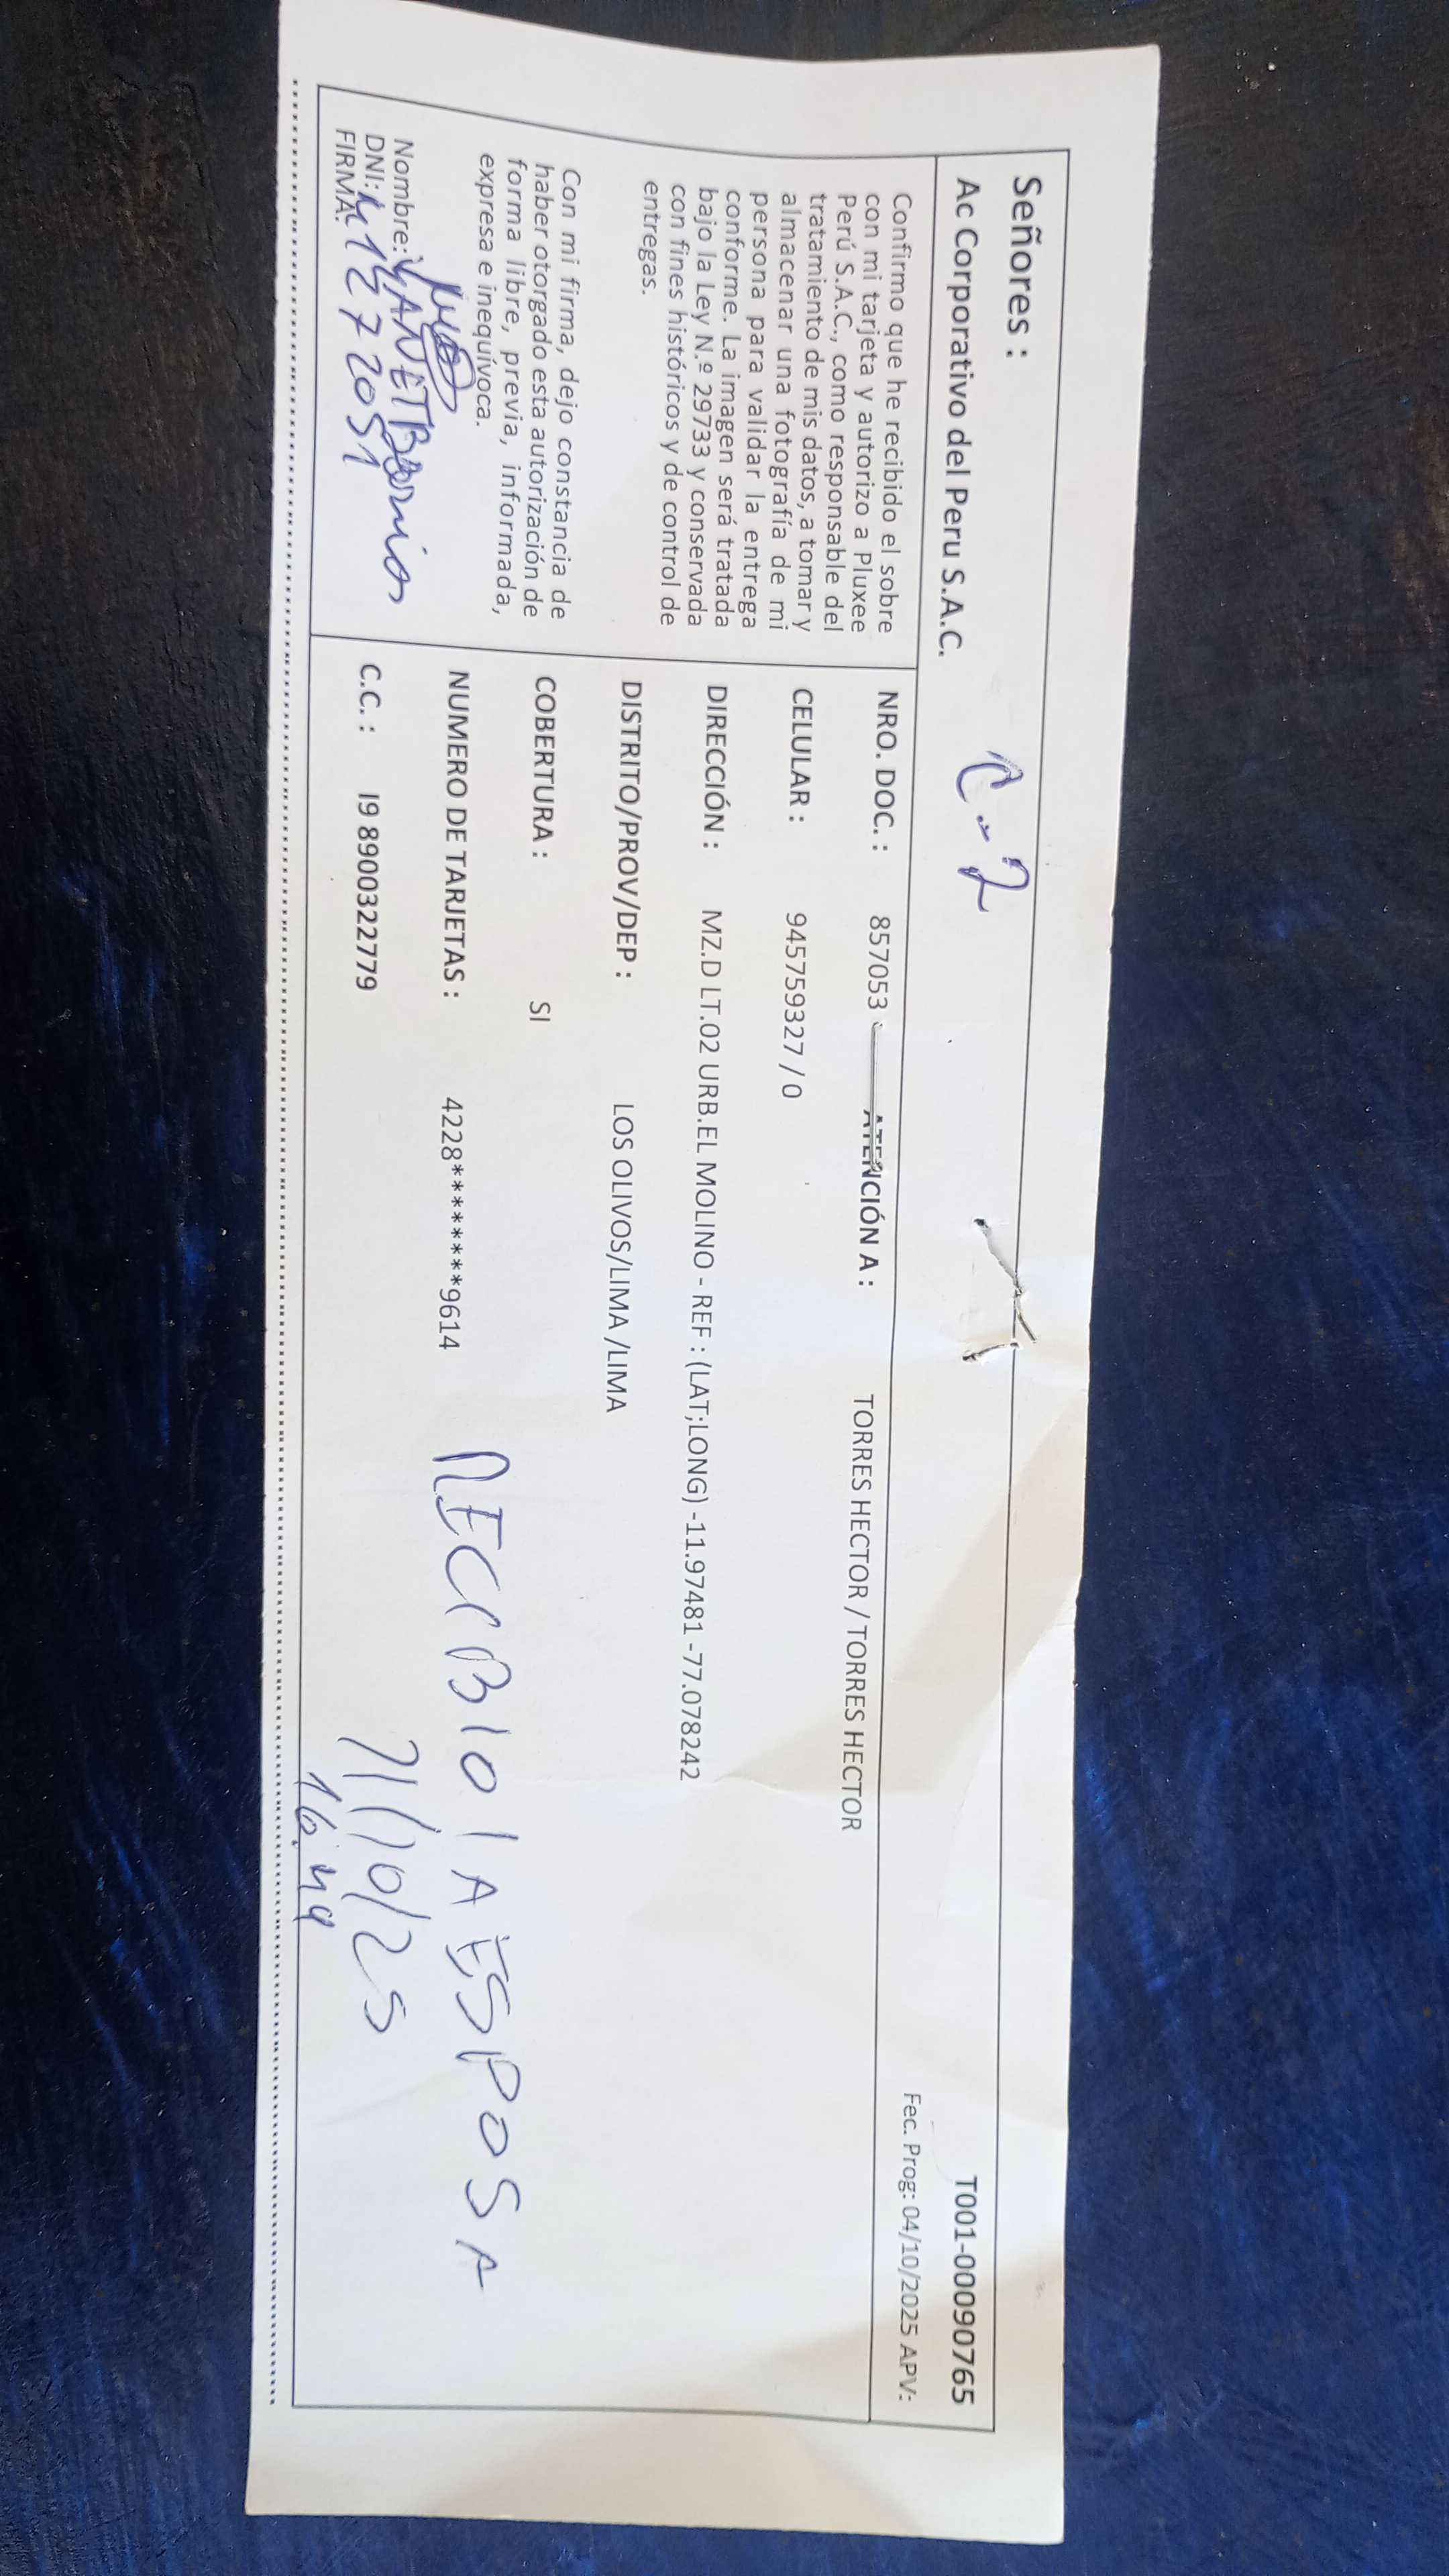 Señores :
T001-00090765
Ac Corporativo del Peru S.A.C.
C-2
Fec. Prog: 04/10/2025 APV:
Confirmo que he recibido el sobre
con mi tarjeta y autorizo a Pluxee
Perú S.A.C., como responsable del
tratamiento de mis datos, a tomar y
almacenar una fotografía de mi
persona para validar la entrega
conforme. La imagen será tratada
bajo la Ley N.º 29733 y conservada
con fines históricos y de control de
entregas.
Con mi firma, dejo constancia de
haber otorgado esta autorización de
forma libre, previa, informada,
expresa e inequívoca.
Nombre: YANET
DNI:
FIRMA:
NRO. DOC. : 857053 ATENCIÓN A : TORRES HECTOR / TORRES HECTOR
CELULAR : 945759327 / 0
DIRECCIÓN : MZ.D LT.02 URB.EL MOLINO - REF : (LAT;LONG) -11.97481 -77.078242
DISTRITO/PROV/DEP : LOS OLIVOS/LIMA /LIMA
COBERTURA : SI
NUMERO DE TARJETAS : 4228********9614
RECIBIO LA ESPOSA
C.C. : I9 8900322779
7/10/25
16:44